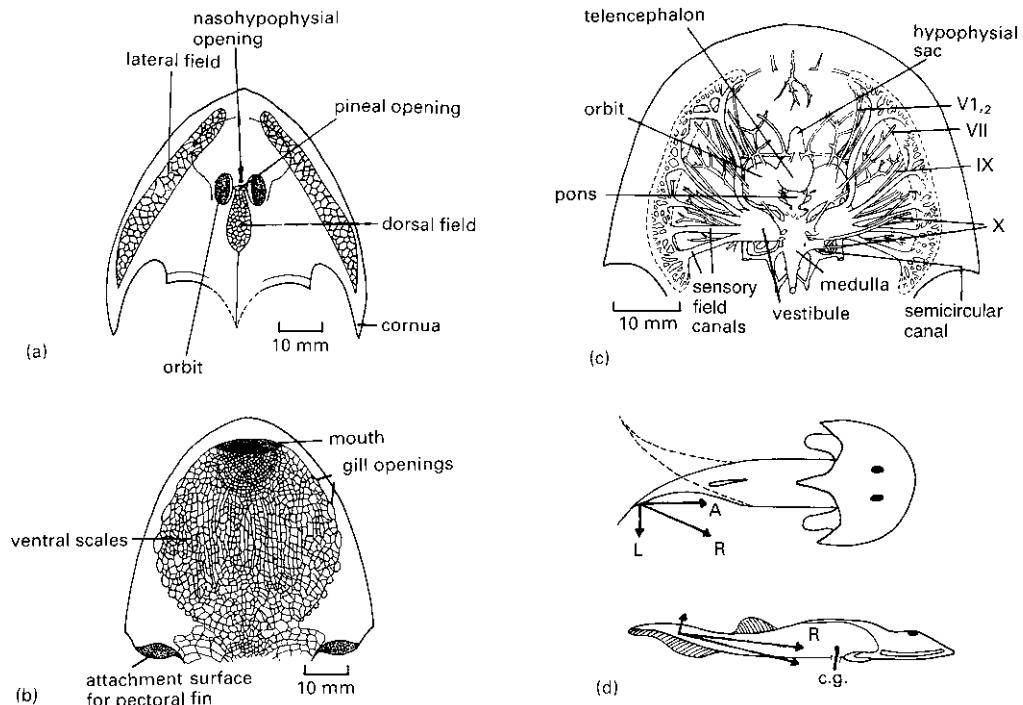 nasohypophysial
opening
lateral field
pineal opening
dorsal field
cornua
10 mm
orbit
(a)
mouth
gill openings
ventral scales
attachment surface
for pectoral fin
10 mm
(b)
telencephalon
hypophysial
sac
orbit
V1,2
VII
IX
pons
X
sensory
field
canals
medulla
vestibule
semicircular
canal
10 mm
(c)
A
L
R
R
c.g.
(d)